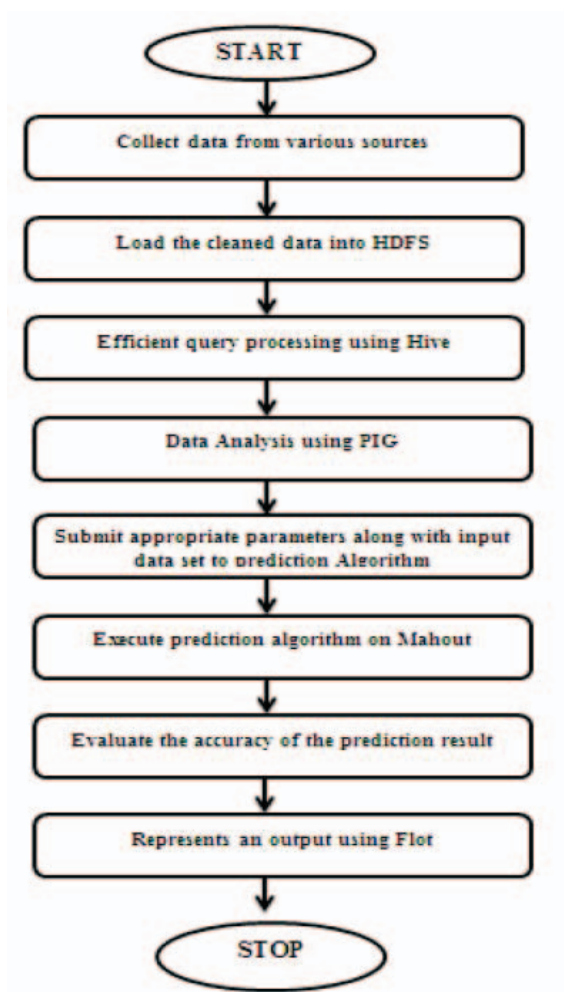 START
Collect data from various sources
Load the cleaned data into HDFS
Efficient query processing using Hive
Data Analysis using PIG
Submit appropriate parameters along with input
data set to prediction Algorithm
Execute prediction algorithm on Mahout
Evaluate the accuracy of the prediction result
Represents an output using Flot
STOP